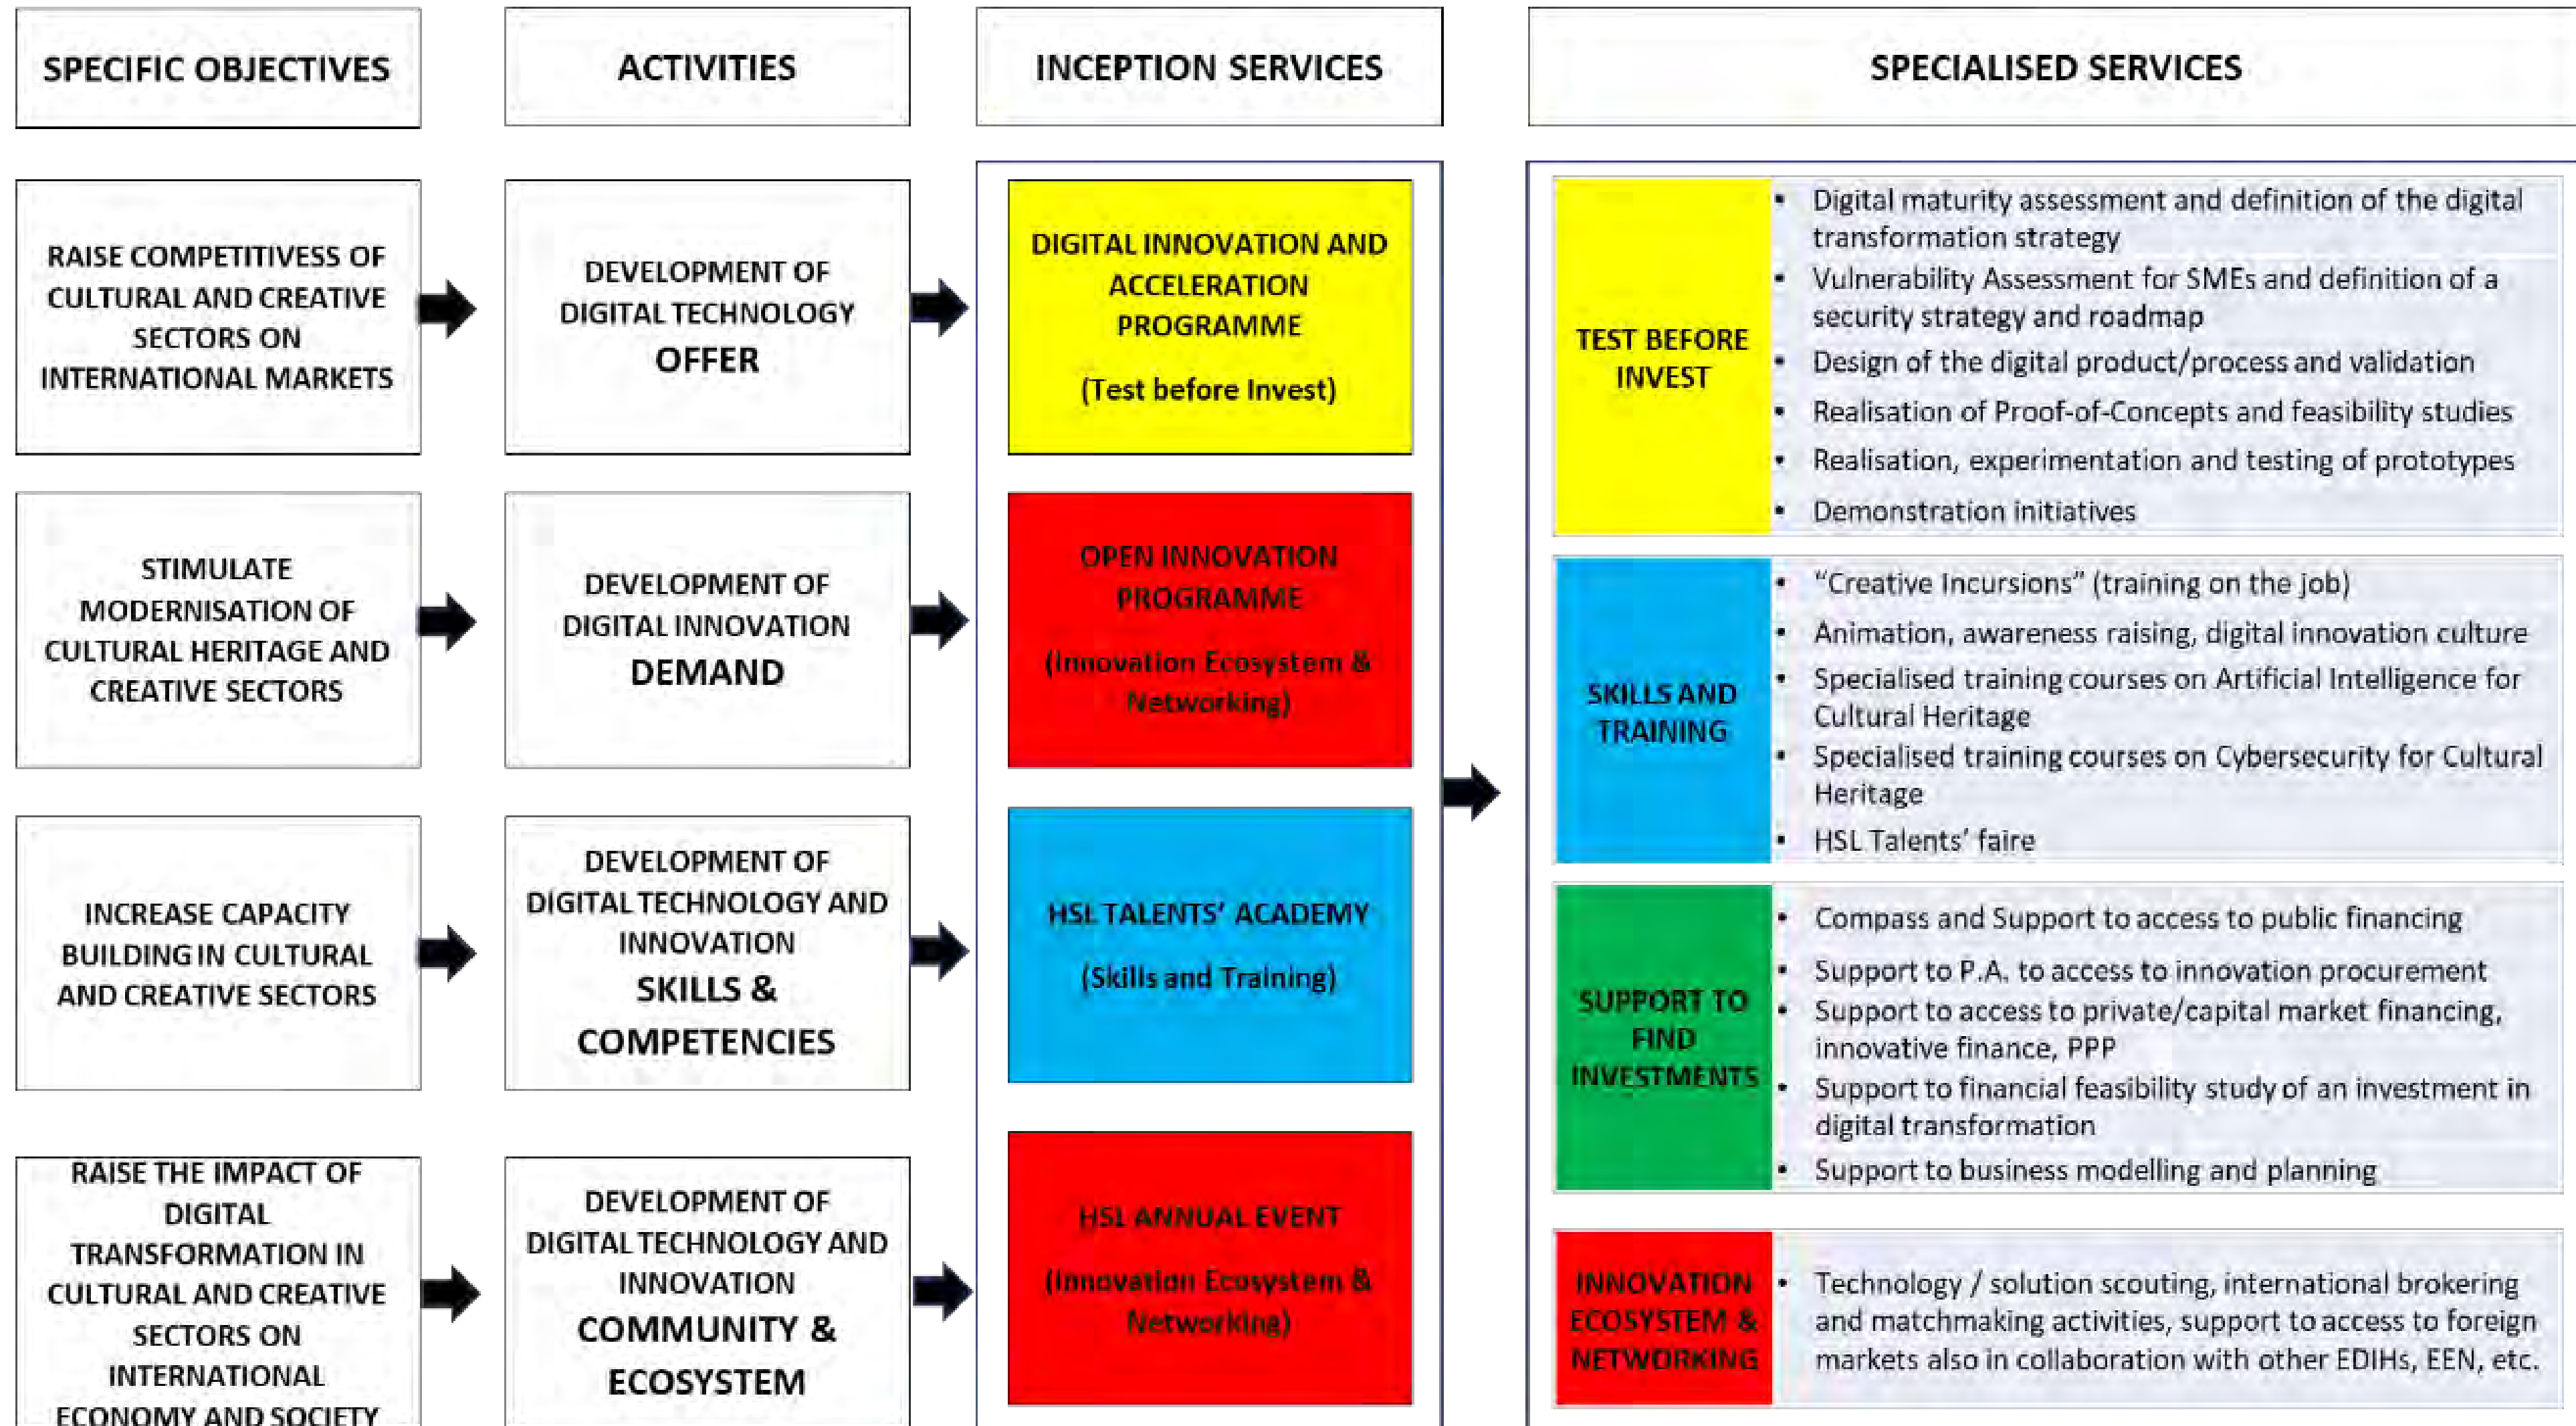 SPECIFIC OBJECTIVES
ACTIVITIES
INCEPTION SERVICES
SPECIALISED SERVICES
RAISE COMPETITIVESS OF
CULTURAL AND CREATIVE
SECTORS ON
INTERNATIONAL MARKETS
DEVELOPMENT OF
DIGITAL TECHNOLOGY
OFFER
DIGITAL INNOVATION AND
ACCELERATION
PROGRAMME
(Test before Invest)
STIMULATE
MODERNISATION OF
CULTURAL HERITAGE AND
CREATIVE SECTORS
DEVELOPMENT OF
DIGITAL INNOVATION
DEMAND
OPEN INNOVATION
PROGRAMME
(Innovation Ecosystem &
Networking)
INCREASE CAPACITY
BUILDING IN CULTURAL
AND CREATIVE SECTORS
DEVELOPMENT OF
DIGITAL TECHNOLOGY AND
INNOVATION
SKILLS &
COMPETENCIES
HSL TALENTS' ACADEMY
(Skills and Training)
RAISE THE IMPACT OF
DIGITAL
TRANSFORMATION IN
CULTURAL AND CREATIVE
SECTORS ON
INTERNATIONAL
ECONOMY AND SOCIETY
DEVELOPMENT OF
DIGITAL TECHNOLOGY AND
INNOVATION
COMMUNITY &
ECOSYSTEM
HSL ANNUAL EVENT
(Innovation Ecosystem &
Networking)
TEST BEFORE
INVEST
• Digital maturity assessment and definition of the digital
transformation strategy
• Vulnerability Assessment for SMEs and definition of a
security strategy and roadmap
• Design of the digital product/process and validation
• Realisation of Proof-of-Concepts and feasibility studies
• Realisation, experimentation and testing of prototypes
• Demonstration initiatives
SKILLS AND
TRAINING
• "Creative Incursions" (training on the job)
• Animation, awareness raising, digital innovation culture
• Specialised training courses on Artificial Intelligence for
Cultural Heritage
• Specialised training courses on Cybersecurity for Cultural
Heritage
• HSL Talents' faire
SUPPORT TO
FIND
INVESTMENTS
• Compass and Support to access to public financing
• Support to P.A. to access to innovation procurement
• Support to access to private/capital market financing,
innovative finance, PPP
• Support to financial feasibility study of an investment in
digital transformation
• Support to business modelling and planning
INNOVATION
ECOSYSTEM &
NETWORKING
• Technology / solution scouting, international brokering
and matchmaking activities, support to access to foreign
markets also in collaboration with other EDIHs, EEN, etc.